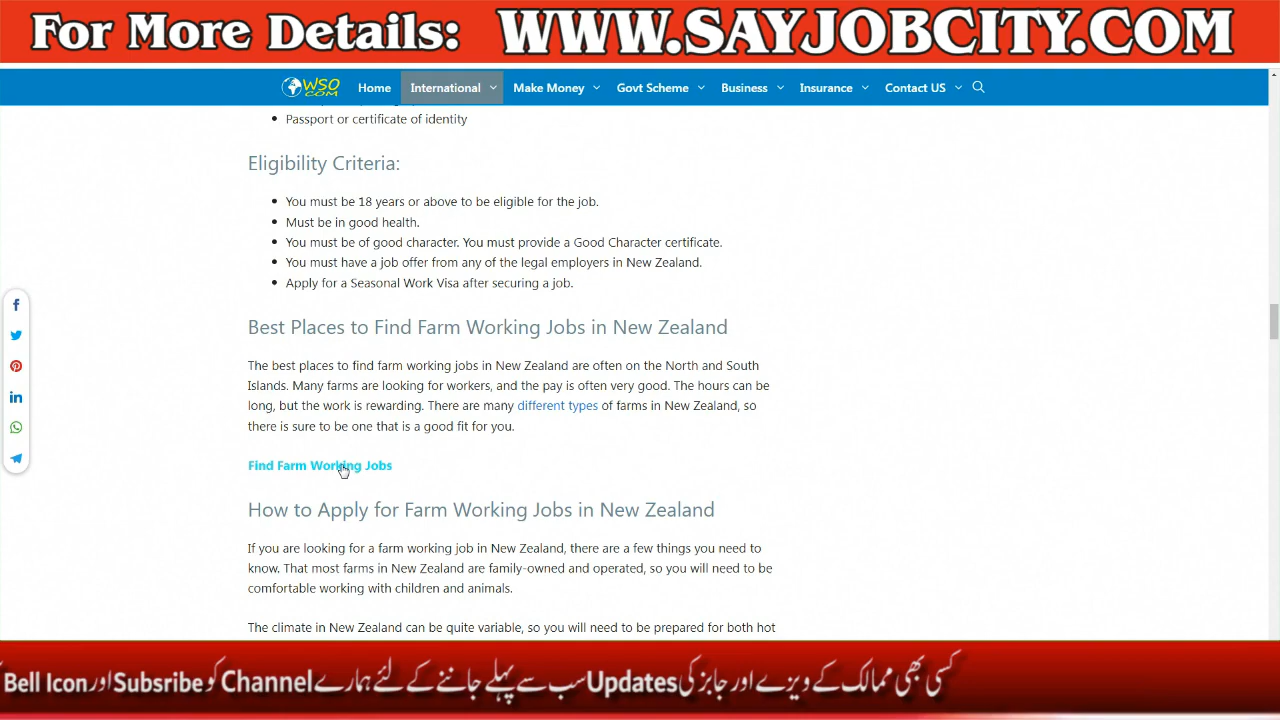 For More Details: WWW.SAYJOBCITY.COM
WSO
COM
Home International Make Money Govt Scheme Business Insurance Contact US
Passport or certificate of identity
Eligibility Criteria:
You must be 18 years or above to be eligible for the job.
Must be in good health.
You must be of good character. You must provide a Good Character certificate.
You must have a job offer from any of the legal employers in New Zealand.
Apply for a Seasonal Work Visa after securing a job.
Best Places to Find Farm Working Jobs in New Zealand
The best places to find farm working jobs in New Zealand are often on the North and South
Islands. Many farms are looking for workers, and the pay is often very good. The hours can be
long, but the work is rewarding. There are many different types of farms in New Zealand, so
there is sure to be one that is a good fit for you.
Find Farm Working Jobs
How to Apply for Farm Working Jobs in New Zealand
If you are looking for a farm working job in New Zealand, there are a few things you need to
know. That most farms in New Zealand are family-owned and operated, so you will need to be
comfortable working with children and animals.
The climate in New Zealand can be quite variable, so you will need to be prepared for both hot
کسی بھی ممالک کے ویزے اور جابز کی Updates سب سے پہلے جاننے کے لئے ہمارے Channel کو Subsribe اور Bell Icon